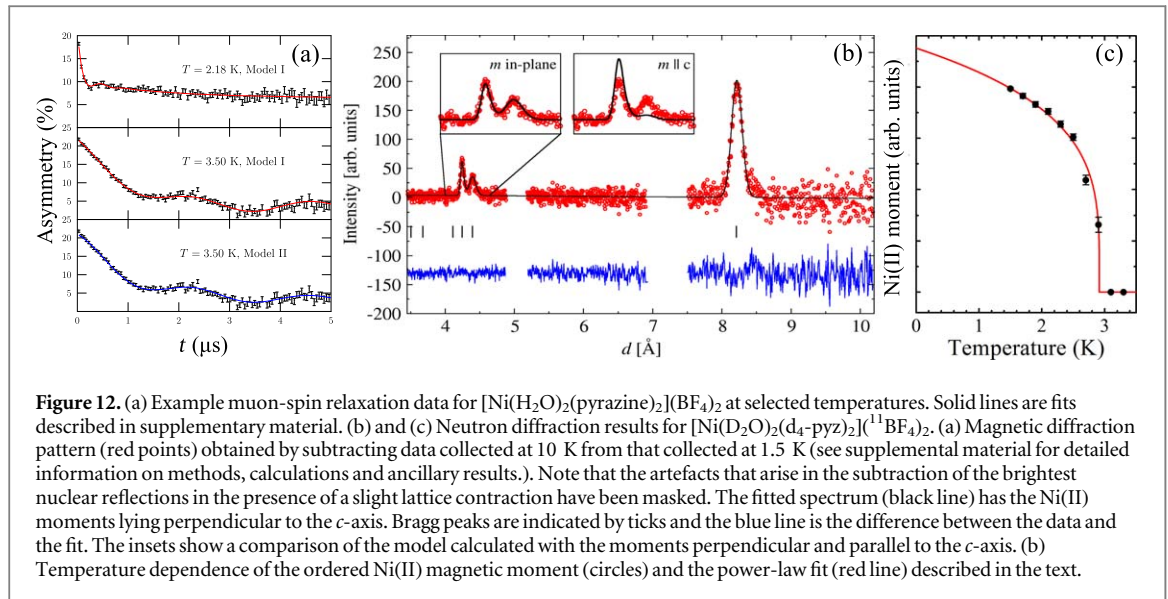 (a)
T = 2.18 K, Model I
T = 3.50 K, Model I
T = 3.50 K, Model II
Asymmetry (%)
20
15
10
5
25
20
15
10
5
25
20
15
10
5
0
1
2
3
4
5
t (μs)
(b)
m in-plane
m || c
Intensity [arb. units]
250
200
150
100
50
0
-50
-100
-150
-200
4
5
6
7
8
9
10
d [Å]
(c)
Ni(II) moment (arb. units)
0
1
2
3
Temperature (K)
Figure 12. (a) Example muon-spin relaxation data for [Ni(H₂O)₂(pyrazine)₂](BF₄)₂ at selected temperatures. Solid lines are fits
described in supplementary material. (b) and (c) Neutron diffraction results for [Ni(D₂O)₂(d₄-pyz)₂](¹¹BF₄)₂. (a) Magnetic diffraction
pattern (red points) obtained by subtracting data collected at 10 K from that collected at 1.5 K (see supplemental material for detailed
information on methods, calculations and ancillary results.). Note that the artefacts that arise in the subtraction of the brightest
nuclear reflections in the presence of a slight lattice contraction have been masked. The fitted spectrum (black line) has the Ni(II)
moments lying perpendicular to the c-axis. Bragg peaks are indicated by ticks and the blue line is the difference between the data and
the fit. The insets show a comparison of the model calculated with the moments perpendicular and parallel to the c-axis. (b)
Temperature dependence of the ordered Ni(II) magnetic moment (circles) and the power-law fit (red line) described in the text.